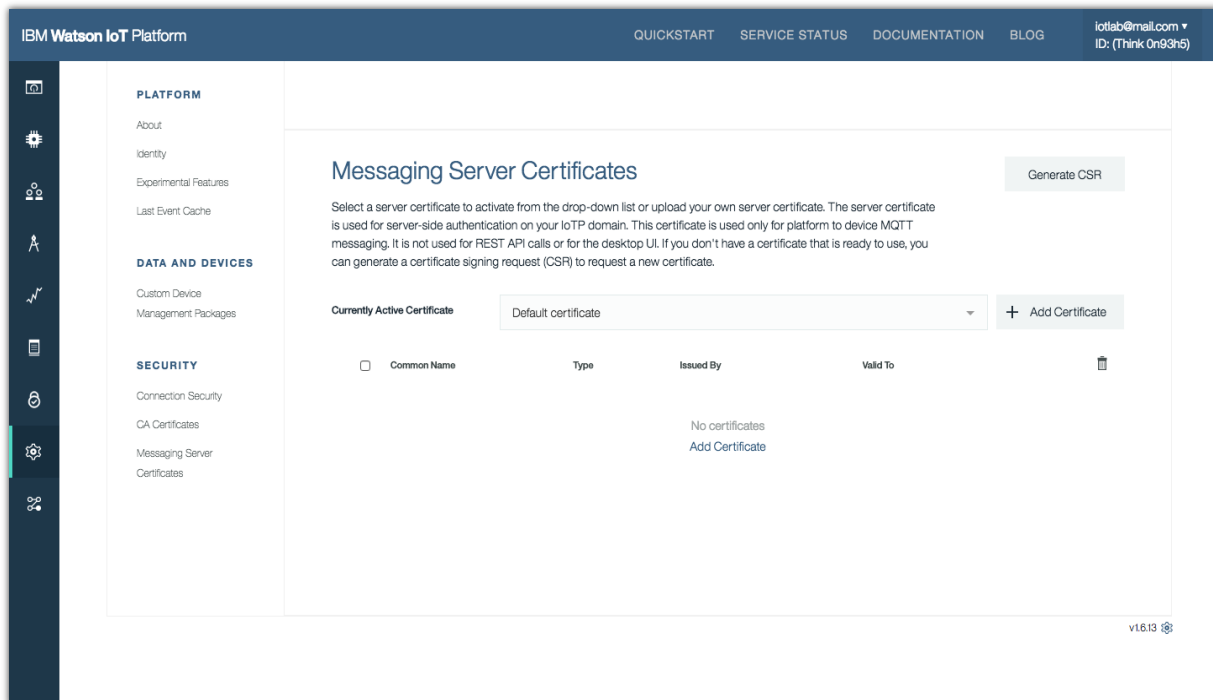 IBM Watson IoT Platform
QUICKSTART SERVICE STATUS DOCUMENTATION BLOG
iotlab@mail.com ▾
ID: (Think 0n93h5)
PLATFORM
About
Identity
Experimental Features
Last Event Cache
DATA AND DEVICES
Custom Device
Management Packages
SECURITY
Connection Security
CA Certificates
Messaging Server
Certificates
Messaging Server Certificates
Generate CSR
Select a server certificate to activate from the drop-down list or upload your own server certificate. The server certificate
is used for server-side authentication on your IoTP domain. This certificate is used only for platform to device MQTT
messaging. It is not used for REST API calls or for the desktop UI. If you don't have a certificate that is ready to use, you
can generate a certificate signing request (CSR) to request a new certificate.
Currently Active Certificate
Default certificate
+ Add Certificate
Common Name Type Issued By Valid To
No certificates
Add Certificate
v1.6.13